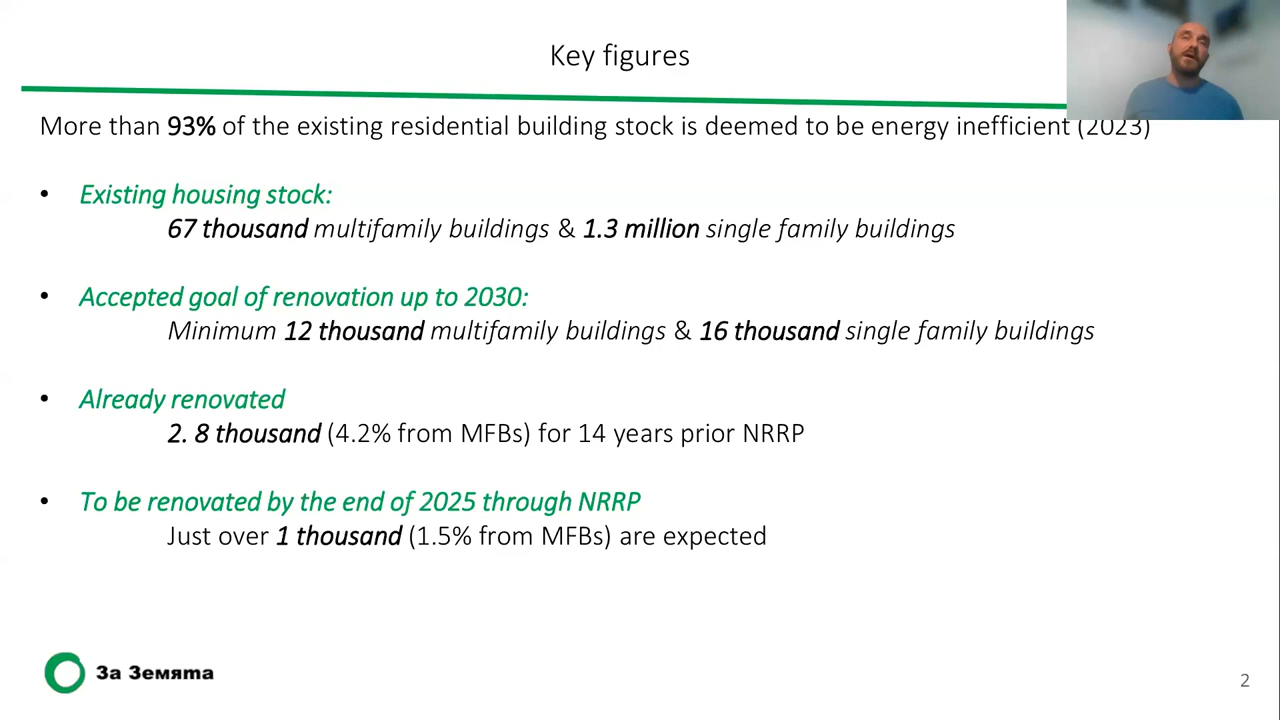 Key figures
More than 93% of the existing residential building stock is deemed to be energy inefficient (2023)
• Existing housing stock:
67 thousand multifamily buildings & 1.3 million single family buildings
• Accepted goal of renovation up to 2030:
Minimum 12 thousand multifamily buildings & 16 thousand single family buildings
• Already renovated
2. 8 thousand (4.2% from MFBs) for 14 years prior NRRP
• To be renovated by the end of 2025 through NRRP
Just over 1 thousand (1.5% from MFBs) are expected
За Земята
2